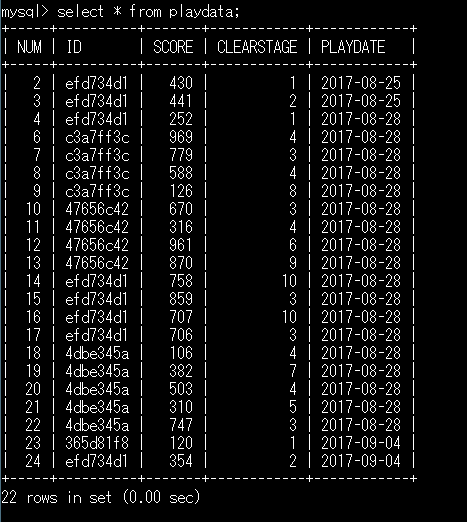 mysql> select * from playdata;
+-----+----------+-------+------------+------------+
| NUM | ID       | SCORE | CLEARSTAGE | PLAYDATE   |
+-----+----------+-------+------------+------------+
|   2 | efd734d1 |   430 |          1 | 2017-08-25 |
|   3 | efd734d1 |   441 |          2 | 2017-08-25 |
|   4 | efd734d1 |   252 |          1 | 2017-08-28 |
|   6 | c3a7ff3c |   969 |          4 | 2017-08-28 |
|   7 | c3a7ff3c |   779 |          3 | 2017-08-28 |
|   8 | c3a7ff3c |   588 |          4 | 2017-08-28 |
|   9 | c3a7ff3c |   126 |          8 | 2017-08-28 |
|  10 | 47656c42 |   670 |          3 | 2017-08-28 |
|  11 | 47656c42 |   316 |          4 | 2017-08-28 |
|  12 | 47656c42 |   961 |          6 | 2017-08-28 |
|  13 | 47656c42 |   870 |          9 | 2017-08-28 |
|  14 | efd734d1 |   758 |         10 | 2017-08-28 |
|  15 | efd734d1 |   859 |          3 | 2017-08-28 |
|  16 | efd734d1 |   707 |         10 | 2017-08-28 |
|  17 | efd734d1 |   706 |          3 | 2017-08-28 |
|  18 | 4dbe345a |   106 |          4 | 2017-08-28 |
|  19 | 4dbe345a |   382 |          7 | 2017-08-28 |
|  20 | 4dbe345a |   503 |          4 | 2017-08-28 |
|  21 | 4dbe345a |   310 |          5 | 2017-08-28 |
|  22 | 4dbe345a |   747 |          3 | 2017-08-28 |
|  23 | 365d81f8 |   120 |          1 | 2017-09-04 |
|  24 | efd734d1 |   354 |          2 | 2017-09-04 |
+-----+----------+-------+------------+------------+
22 rows in set (0.00 sec)